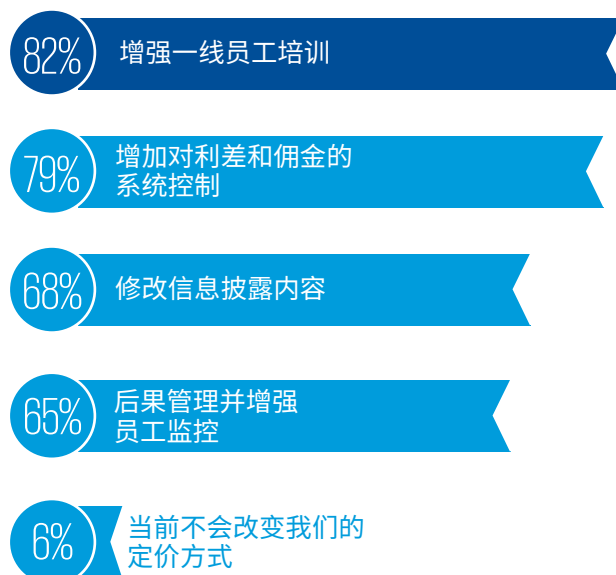 82% 增强一线员工培训
79% 增加对利差和佣金的
系统控制
68% 修改信息披露内容
65% 后果管理并增强
员工监控
6% 当前不会改变我们的
定价方式